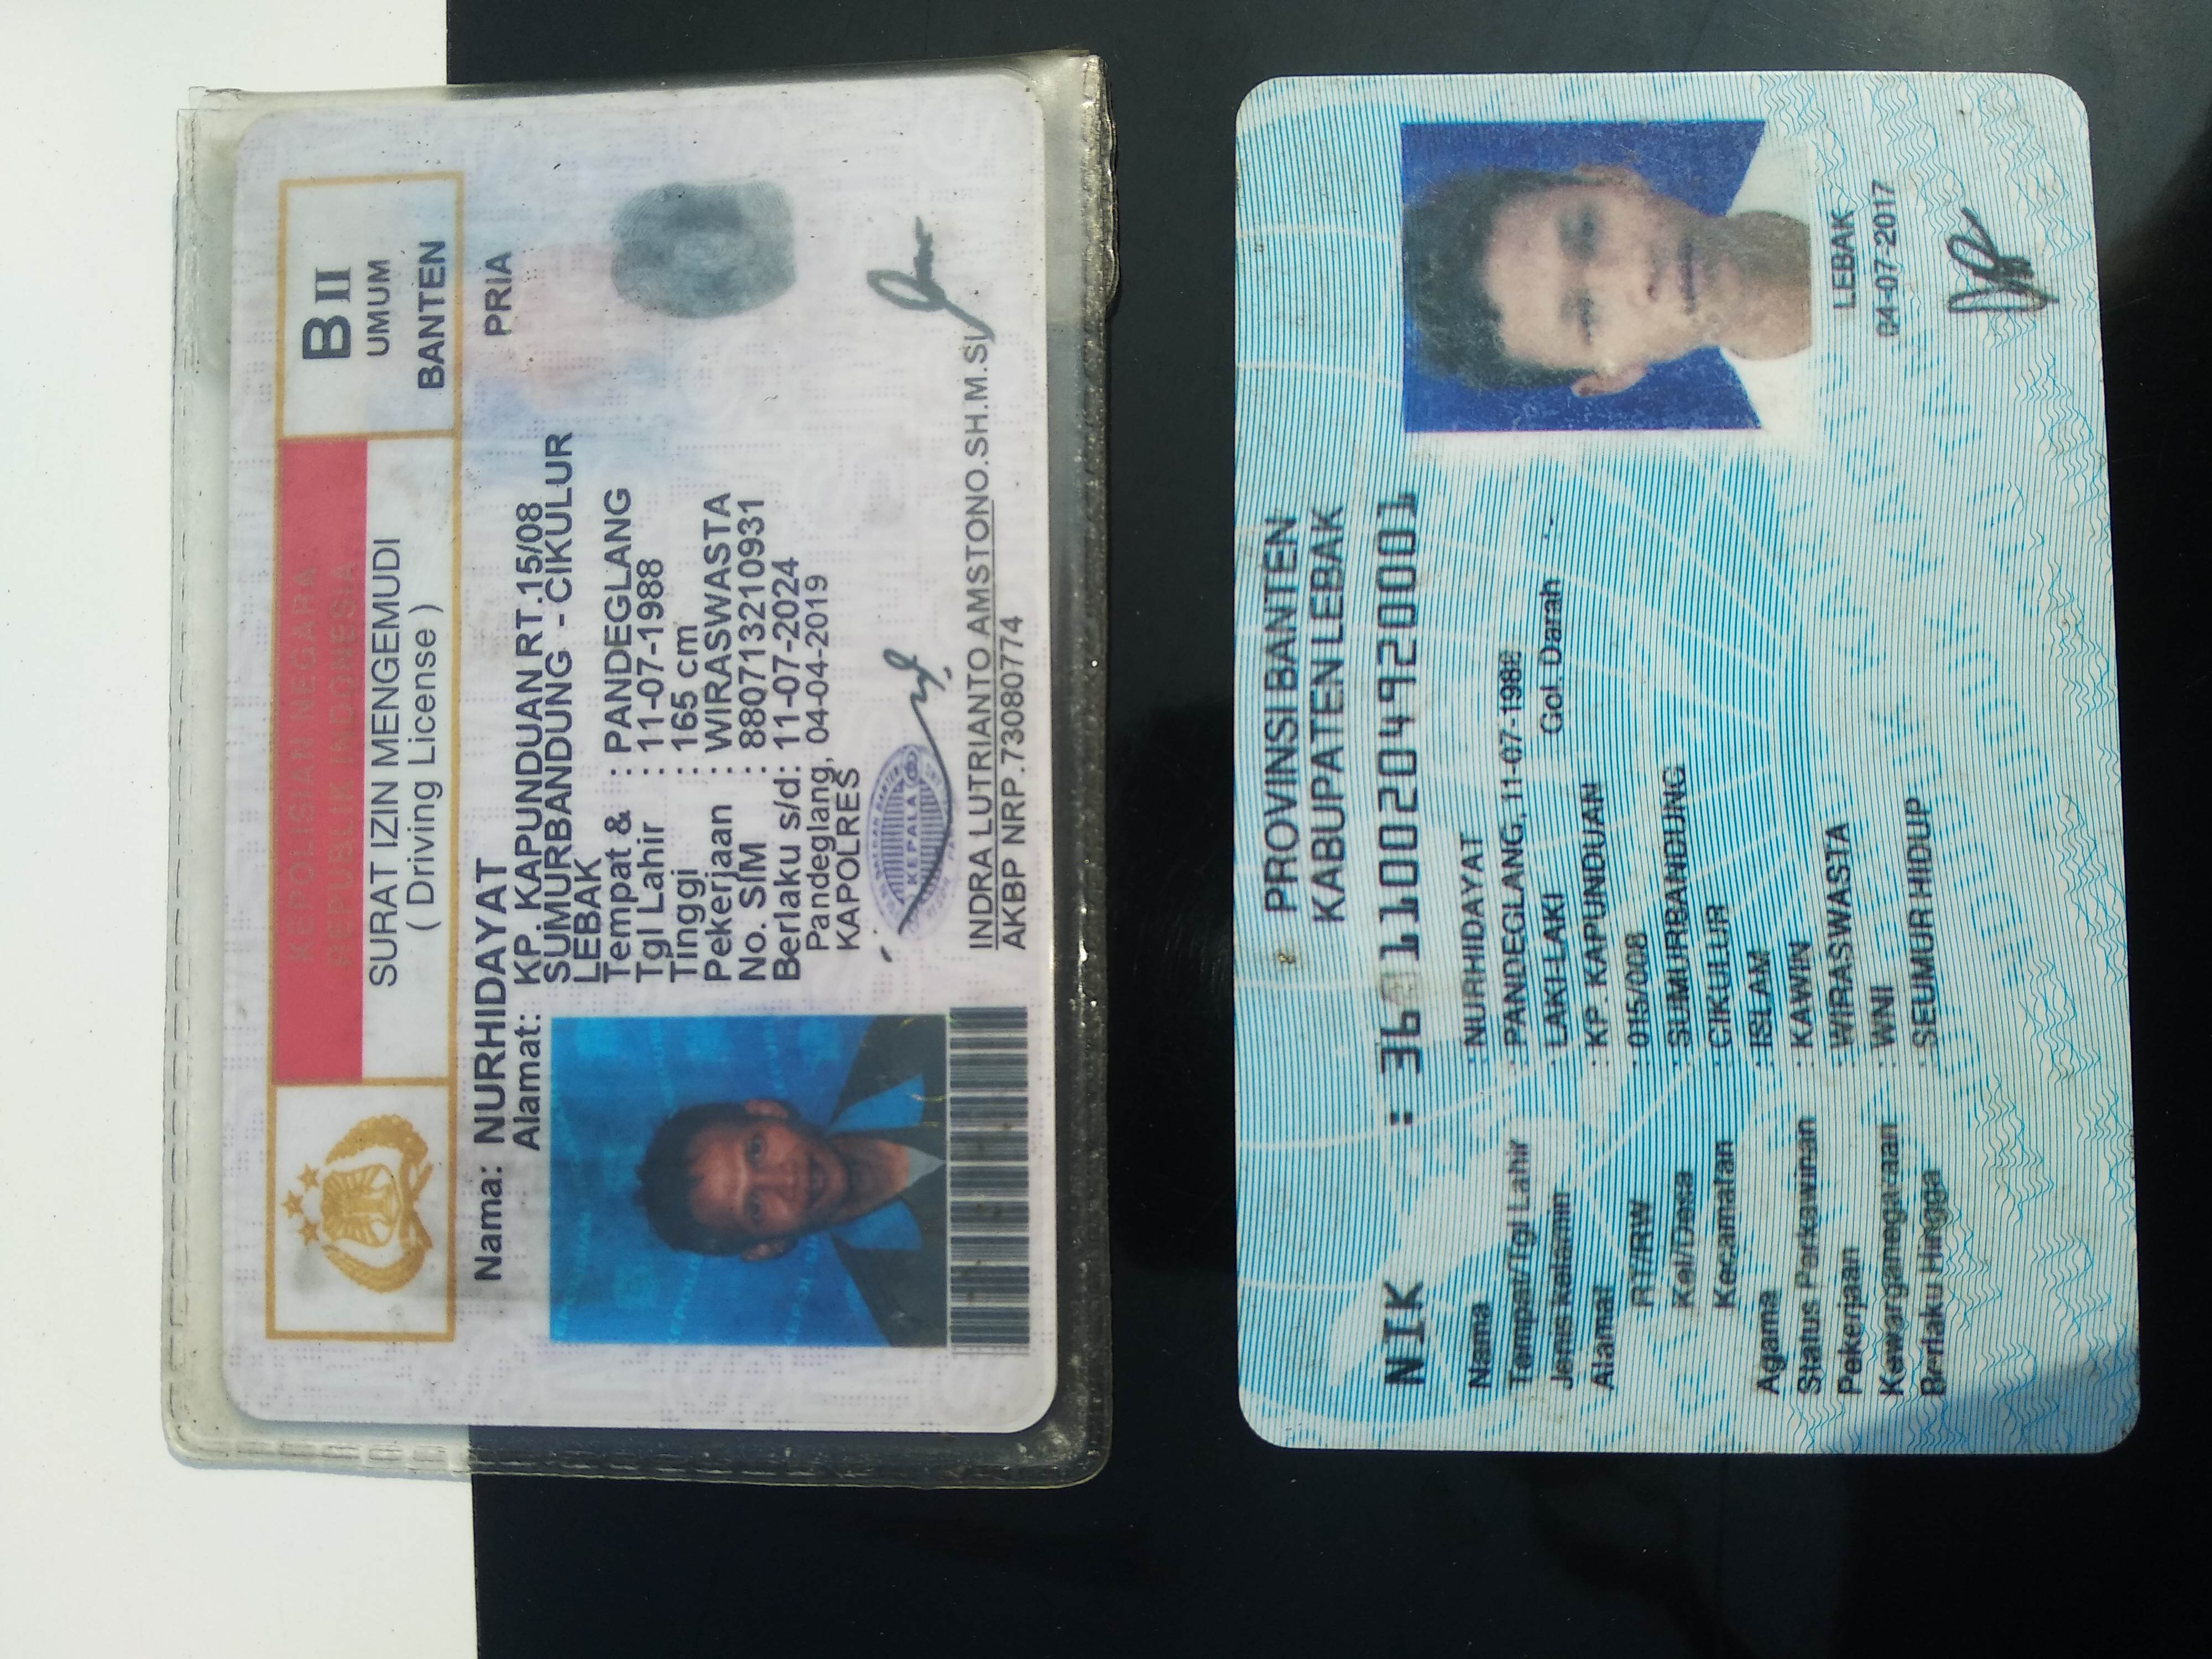 KEPOLISIAN NEGARA
REPUBLIK INDONESIA
SURAT IZIN MENGEMUDI
( Driving License )
B II
UMUM
BANTEN
Nama: NURHIDAYAT
PRIA
Alamat: KP. KAPUNDUAN RT.15/08
SUMURBANDUNG - CIKULUR
LEBAK
Tempat & : PANDEGLANG
Tgl Lahir : 11-07-1988
Tinggi : 165 cm
Pekerjaan : WIRASWASTA
No. SIM : 880713210931
Berlaku s/d: 11-07-2024
Pandeglang, 04-04-2019
KAPOLRES
KEPALA
INDRA LUTRIANTO AMSTONO.SH.M.SI
AKBP NRP.73080774
PROVINSI BANTEN
KABUPATEN LEBAK
NIK : 36 1100204920001
Nama : NURHIDAYAT
Tempat/Tgl Lahir : PANDEGLANG, 11-07-1988
Jenis kelamin : LAKI-LAKI Gol. Darah : -
Alamat : KP. KAPUNDUAN
RT/RW : 015/008
Kel/Desa : SUMURBANDUNG
Kecamatan : CIKULUR
Agama : ISLAM
Status Perkawinan : KAWIN
Pekerjaan : WIRASWASTA
Kewarganegaraan : WNI
Berlaku Hingga : SEUMUR HIDUP
LEBAK
04-07-2017